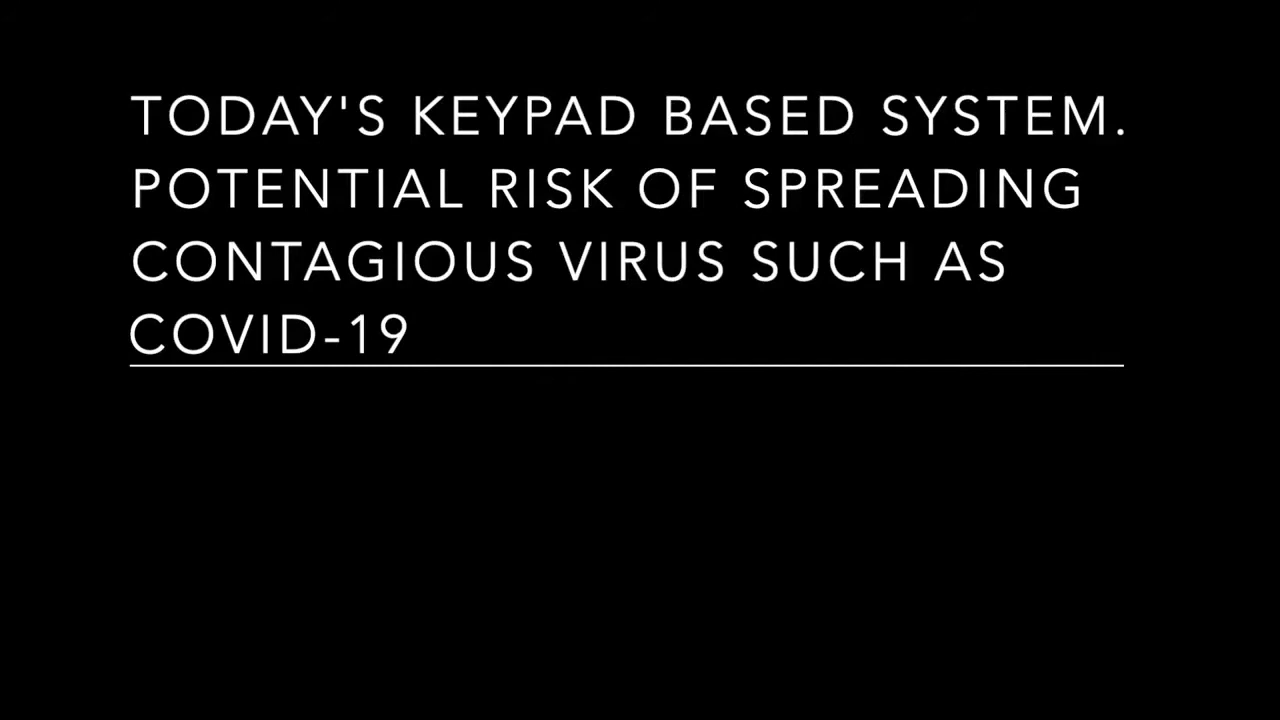 TODAY'S KEYPAD BASED SYSTEM.
POTENTIAL RISK OF SPREADING
CONTAGIOUS VIRUS SUCH AS
COVID-19